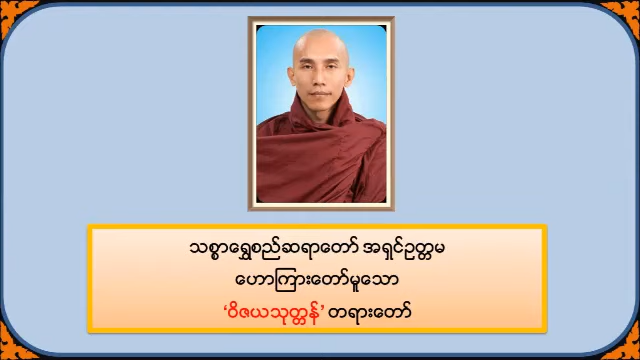 သစ္စာရွှေစည်ဆရာတော် အရှင်ဥတ္တမ
ဟောကြားတော်မူသော
‘ဝိဇယသုတ္တန်’ တရားတော်